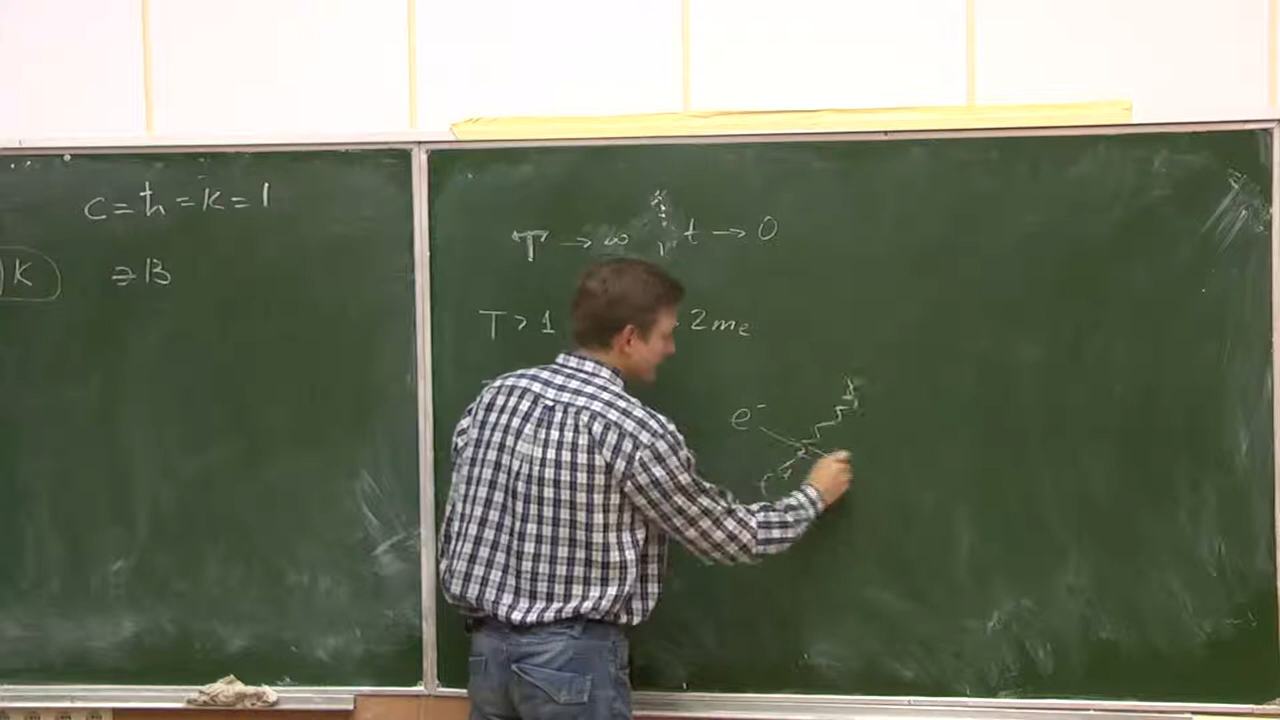 c = ħ = k = 1
K ⇒ B
T → ∞ t → 0
T > 1 2mₑ
e⁻